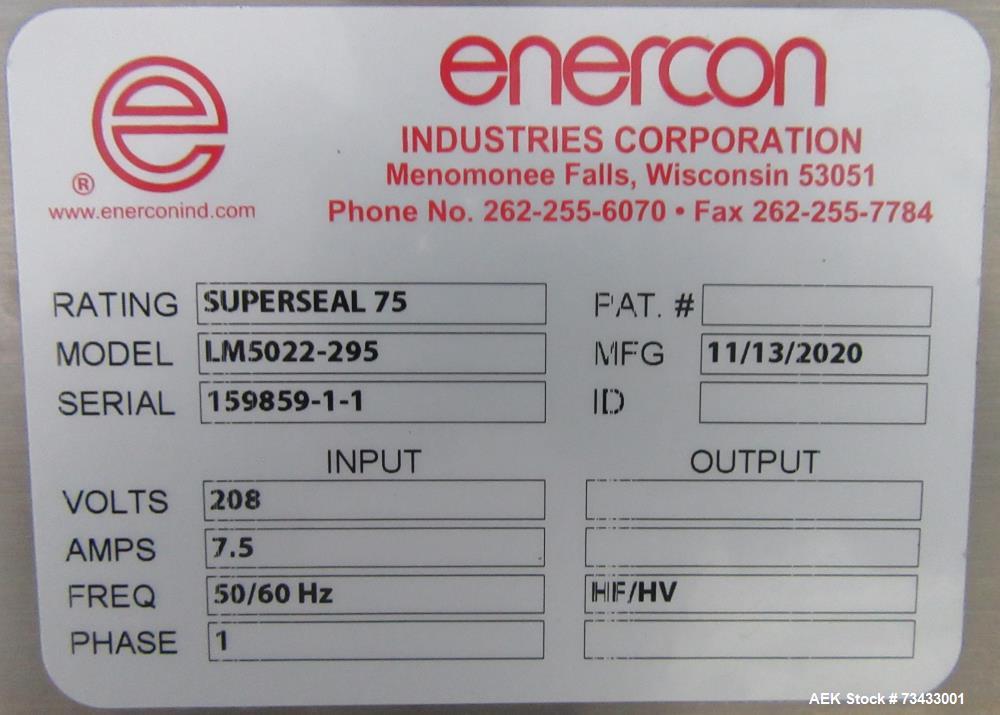 enercon
INDUSTRIES CORPORATION
Menomonee Falls, Wisconsin 53051
Phone No. 262-255-6070 • Fax 262-255-7784
e
®
www.enerconind.com
RATING SUPERSEAL 75 PAT. #
MODEL LM5022-295 MFG 11/13/2020
SERIAL 159859-1-1 ID
INPUT OUTPUT
VOLTS 208
AMPS 7.5
FREQ 50/60 Hz HF/HV
PHASE 1
AEK Stock # 73433001